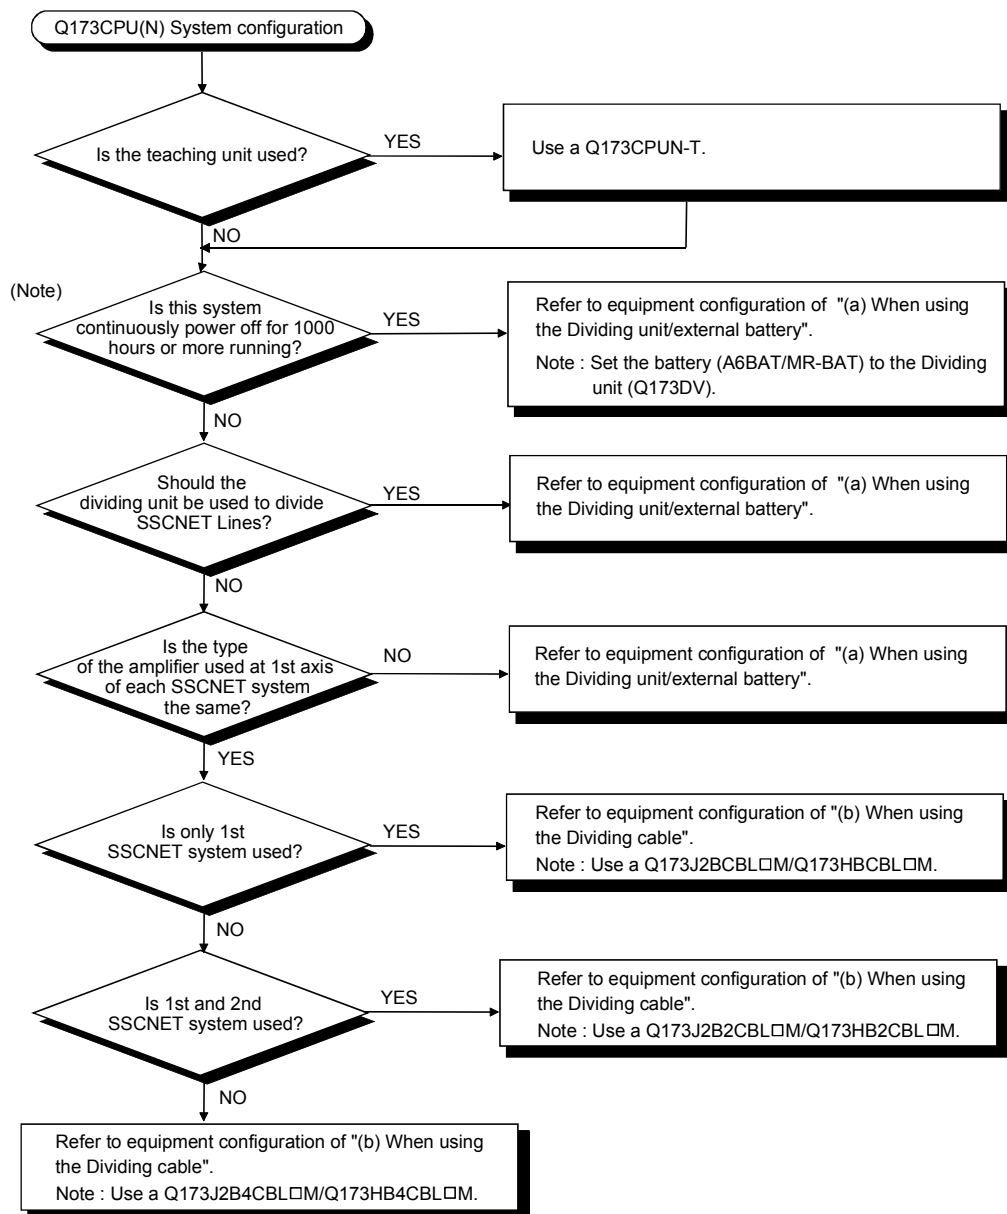 Q173CPU(N) System configuration
Is the teaching unit used?
YES
Use a Q173CPUN-T.
NO
(Note)
Is this system
continuously power off for 1000
hours or more running?
YES
Refer to equipment configuration of "(a) When using
the Dividing unit/external battery".
Note : Set the battery (A6BAT/MR-BAT) to the Dividing
unit (Q173DV).
NO
Should the
dividing unit be used to divide
SSCNET Lines?
YES
Refer to equipment configuration of "(a) When using
the Dividing unit/external battery".
NO
Is the type
of the amplifier used at 1st axis
of each SSCNET system
the same?
NO
Refer to equipment configuration of "(a) When using
the Dividing unit/external battery".
YES
Is only 1st
SSCNET system used?
YES
Refer to equipment configuration of "(b) When using
the Dividing cable".
Note : Use a Q173J2BCBL□M/Q173HBCBL□M.
NO
Is 1st and 2nd
SSCNET system used?
YES
Refer to equipment configuration of "(b) When using
the Dividing cable".
Note : Use a Q173J2B2CBL□M/Q173HB2CBL□M.
NO
Refer to equipment configuration of "(b) When using
the Dividing cable".
Note : Use a Q173J2B4CBL□M/Q173HB4CBL□M.